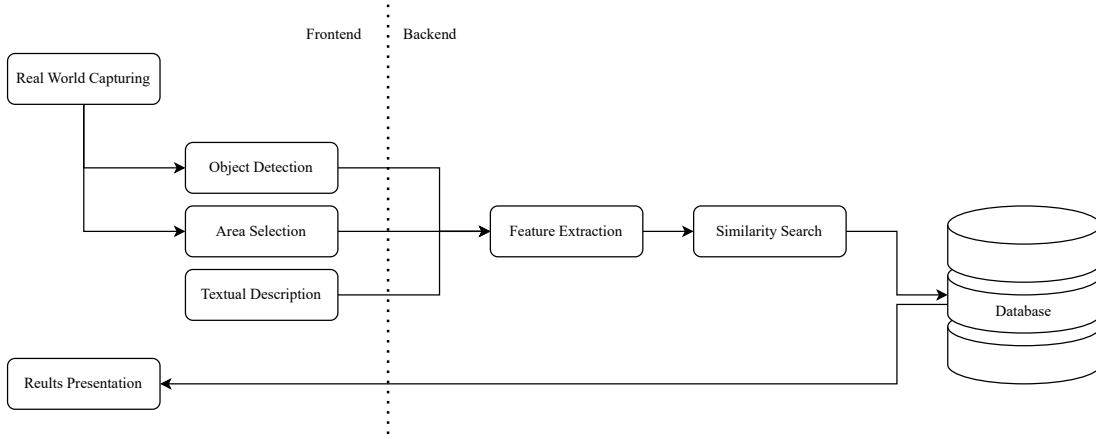 Frontend
Backend
Real World Capturing
Object Detection
Area Selection
Feature Extraction
Similarity Search
Textual Description
Database
Reults Presentation